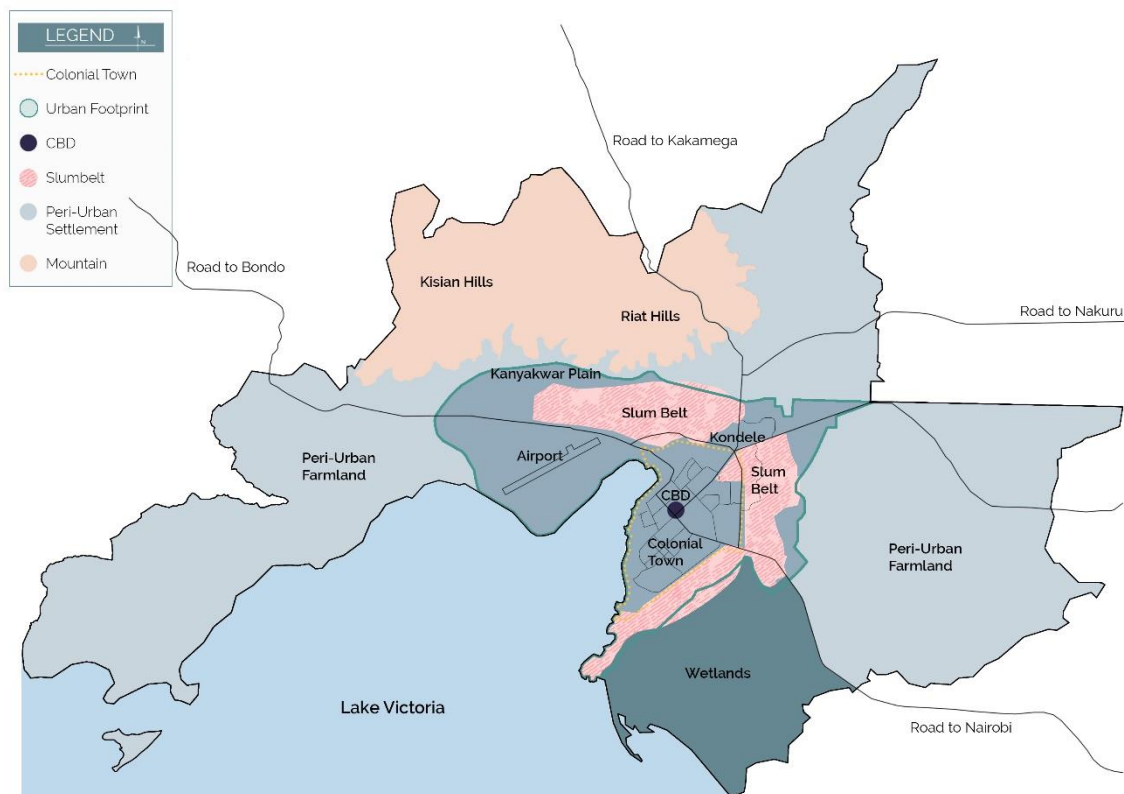 LEGEND
N
Colonial Town
Urban Footprint
CBD
Slumbelt
Peri-Urban
Settlement
Mountain
Road to Kakamega
Road to Bondo
Kisian Hills
Riat Hills
Road to Nakuru
Kanyakwar Plain
Slum Belt
Kondele
Airport
Peri-Urban
Farmland
Slum
Belt
CBD
Colonial
Town
Peri-Urban
Farmland
Wetlands
Lake Victoria
Road to Nairobi